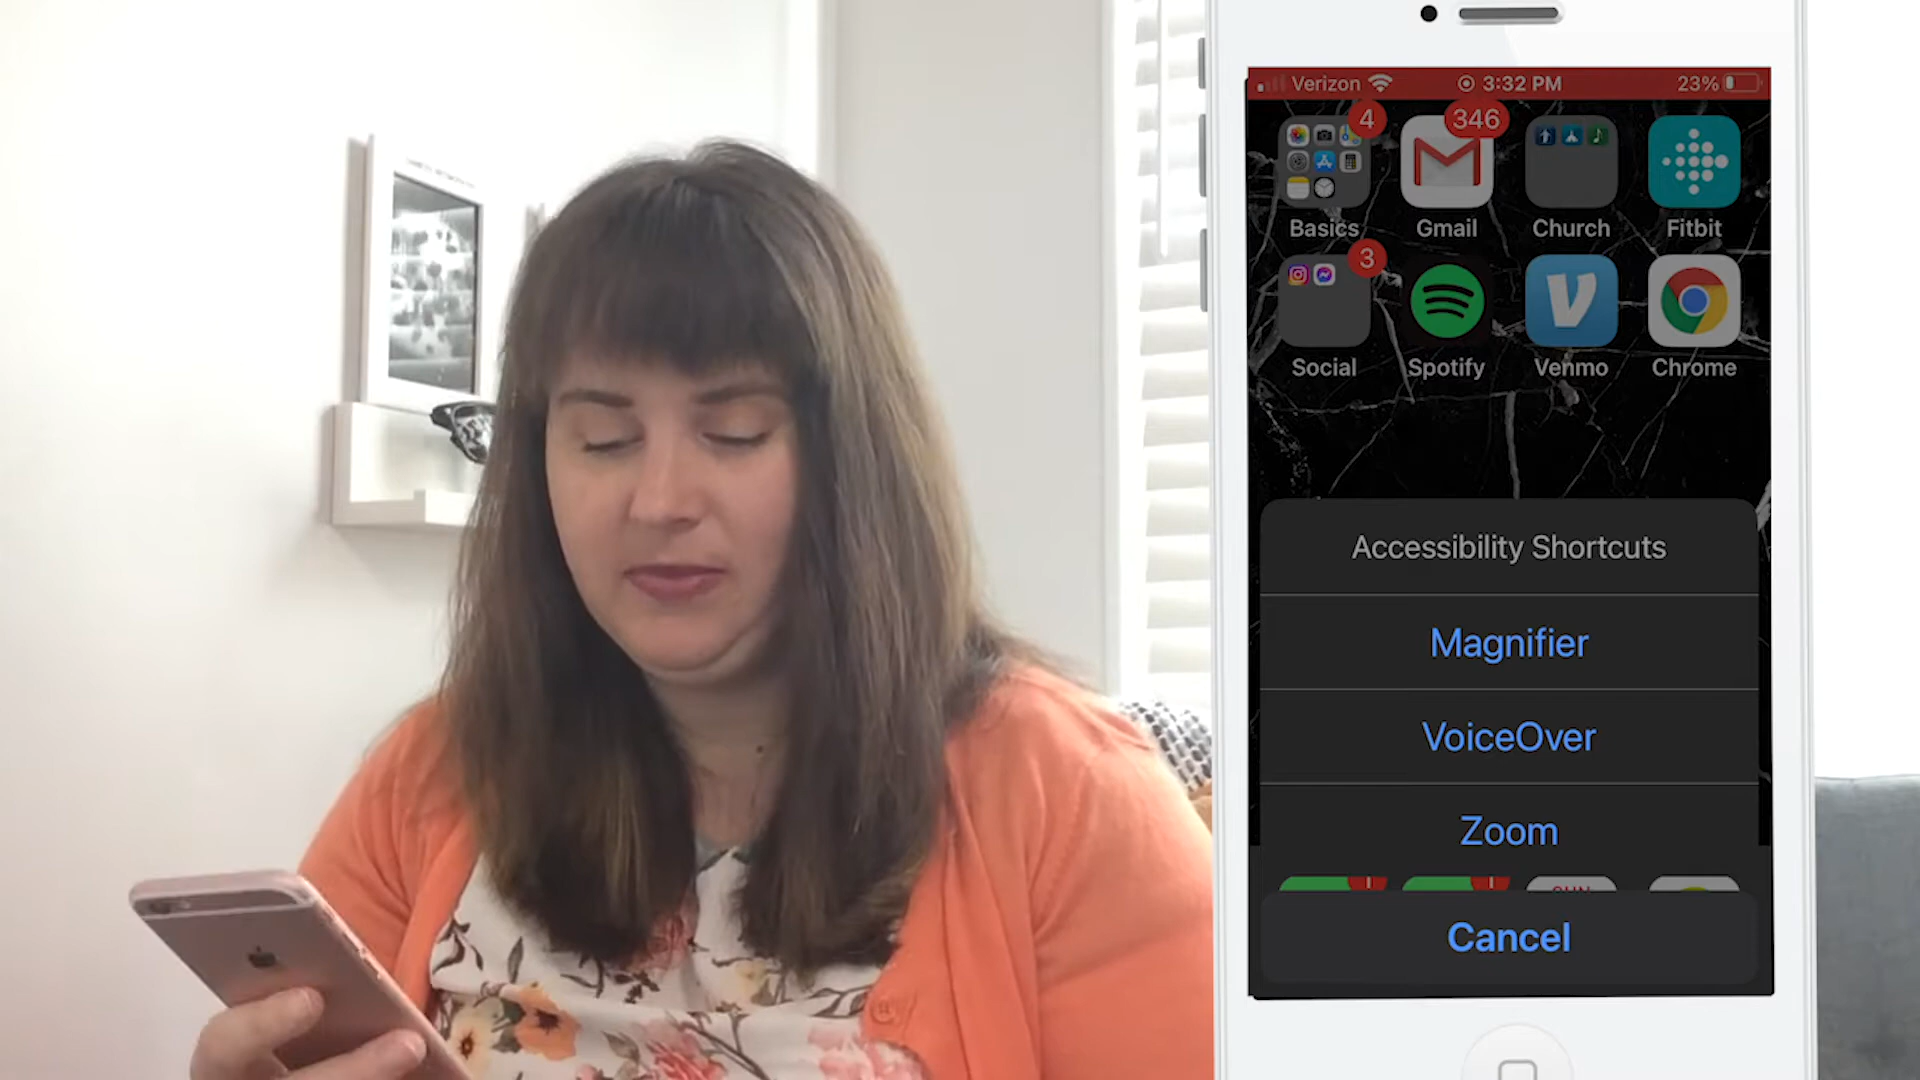 Verizon 3:32 PM 23%
4 346
Basics Gmail Church Fitbit
3
Social Spotify Venmo Chrome
Accessibility Shortcuts
Magnifier
VoiceOver
Zoom
Cancel